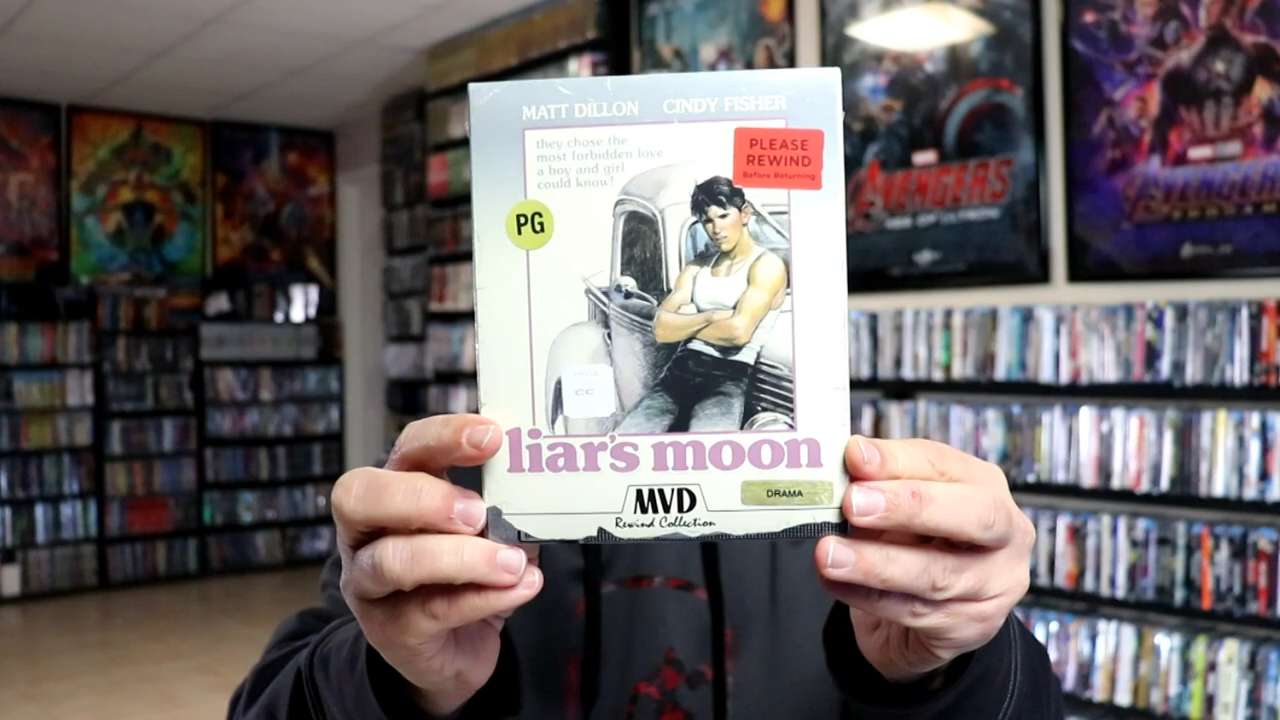 MATT DILLON CINDY FISHER
they chose the
most forbidden love
a boy and girl
could know!
PLEASE
REWIND
Before Returning
PG
CC
liar's moon
MVD
Rewind Collection
DRAMA
AVENGERS